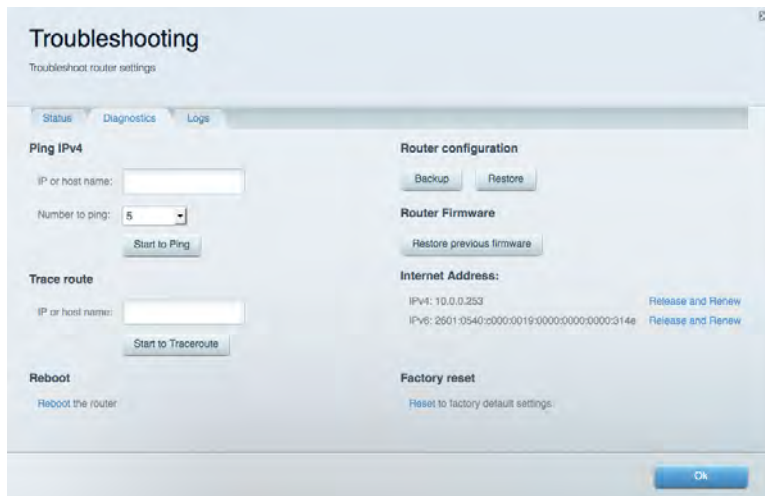 Troubleshooting
Troubleshoot router settings
Status Diagnostics Logs
Ping IPv4
IP or host name:
Number to ping: 5
Start to Ping
Trace route
IP or host name:
Start to Traceroute
Reboot
Reboot the router
Router configuration
Backup Restore
Router Firmware
Restore previous firmware
Internet Address:
IPv4: 10.0.0.253 Release and Renew
IPv6: 2601:0540:c000:0019:0000:0000:0000:314e Release and Renew
Factory reset
Reset to factory default settings.
Ok